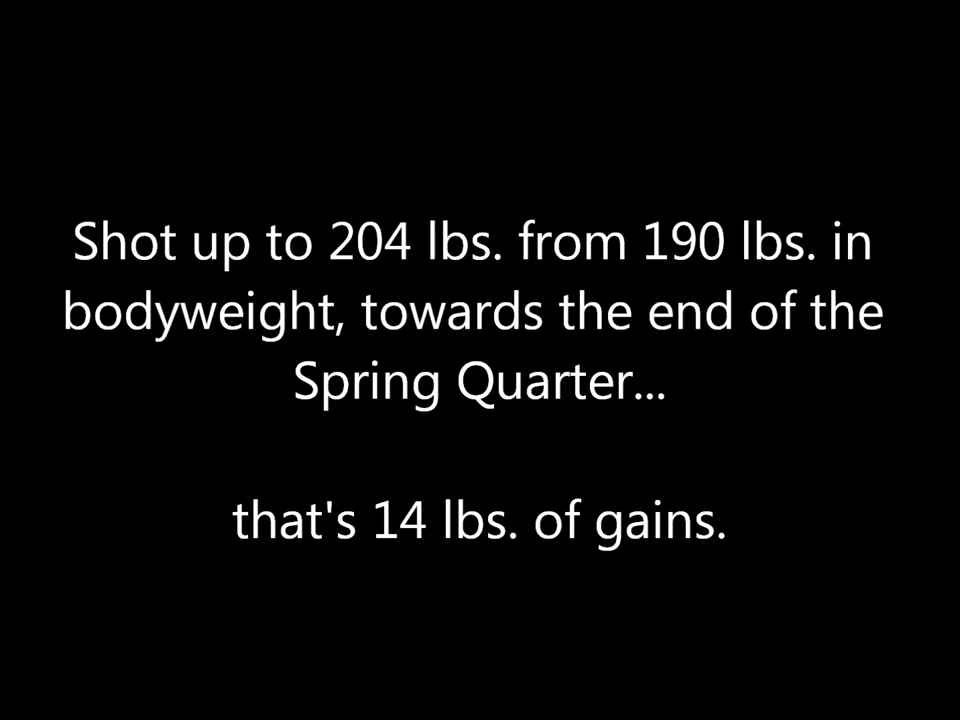 Shot up to 204 lbs. from 190 lbs. in
bodyweight, towards the end of the
Spring Quarter...
that's 14 lbs. of gains.